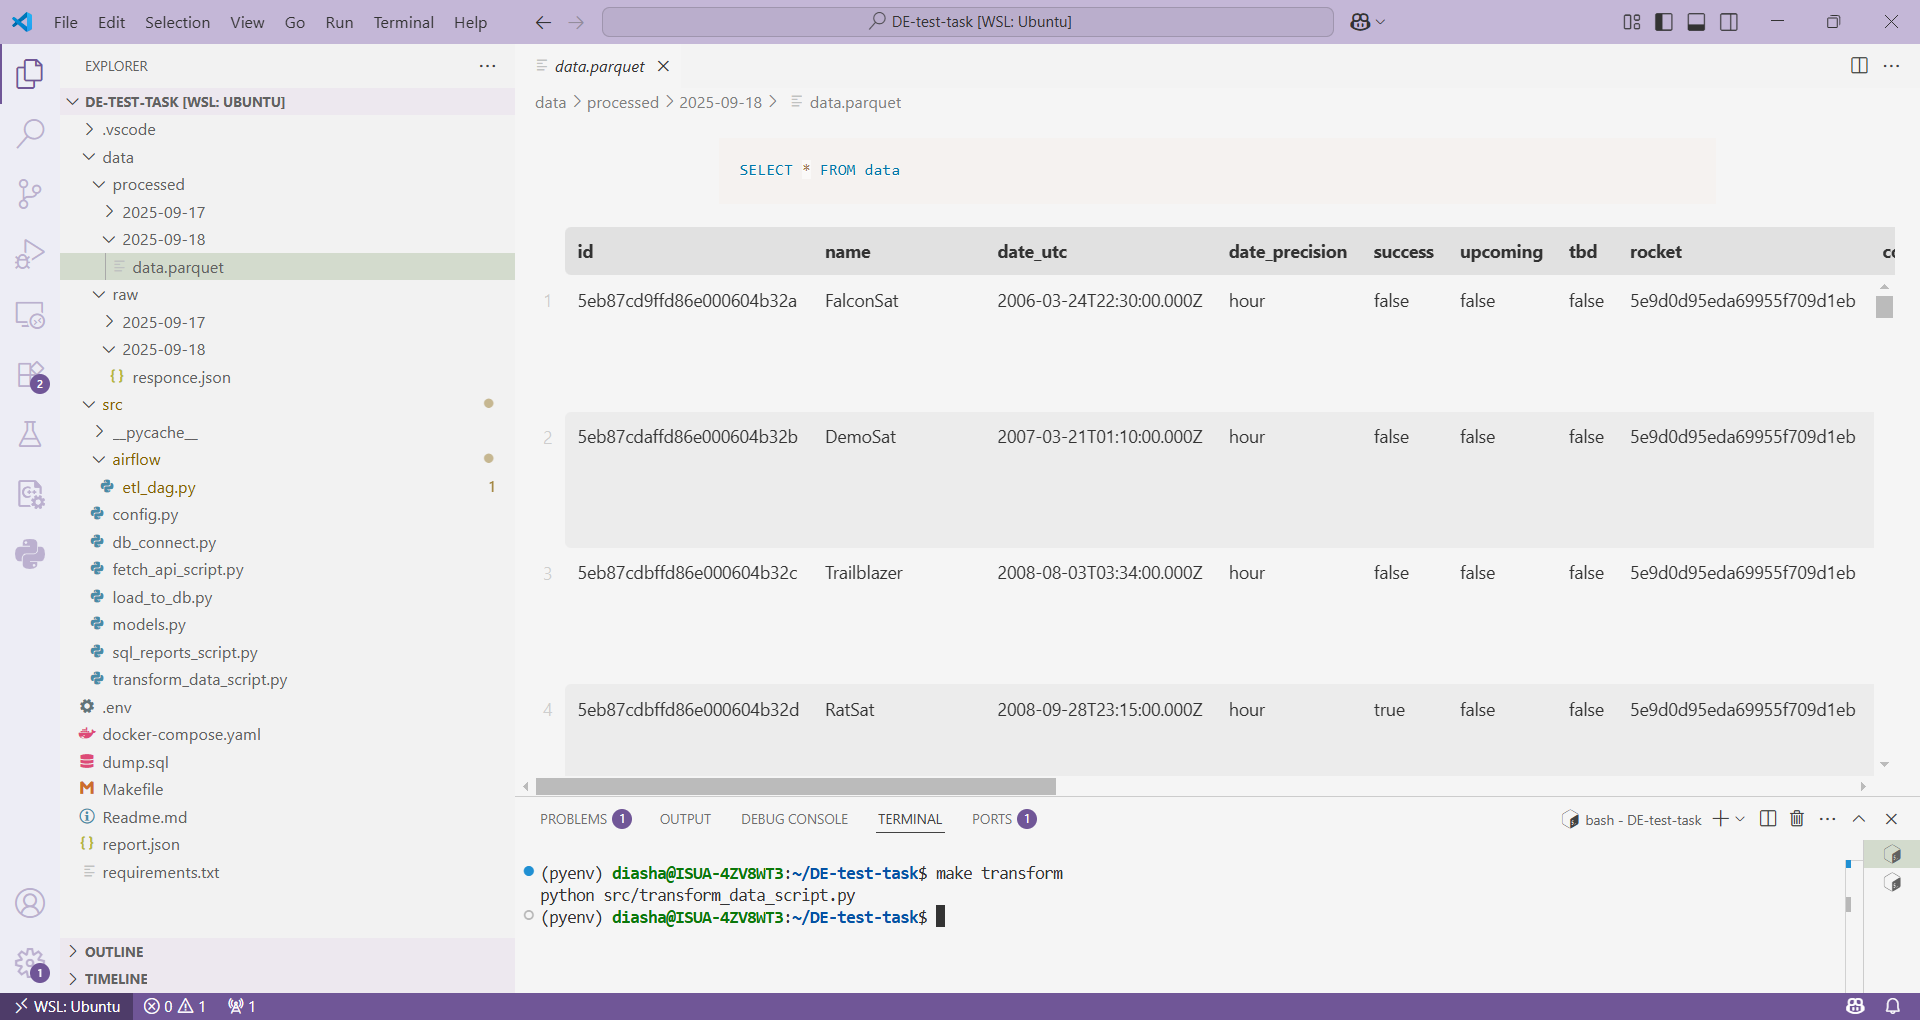 File Edit Selection View Go Run Terminal Help
DE-test-task [WSL: Ubuntu]
EXPLORER
DE-TEST-TASK [WSL: UBUNTU]
.vscode
data
processed
2025-09-17
2025-09-18
data.parquet
raw
2025-09-17
2025-09-18
{} responce.json
src
__pycache__
airflow
etl_dag.py 1
config.py
db_connect.py
fetch_api_script.py
load_to_db.py
models.py
sql_reports_script.py
transform_data_script.py
.env
docker-compose.yaml
dump.sql
M Makefile
Readme.md
{} report.json
requirements.txt
OUTLINE
TIMELINE
2
1
data.parquet
data > processed > 2025-09-18 > data.parquet
SELECT * FROM data
id name date_utc date_precision success upcoming tbd rocket
1 5eb87cd9ffd86e000604b32a FalconSat 2006-03-24T22:30:00.000Z hour false false false 5e9d0d95eda69955f709d1eb
2 5eb87cdaffd86e000604b32b DemoSat 2007-03-21T01:10:00.000Z hour false false false 5e9d0d95eda69955f709d1eb
3 5eb87cdbffd86e000604b32c Trailblazer 2008-08-03T03:34:00.000Z hour false false false 5e9d0d95eda69955f709d1eb
4 5eb87cdbffd86e000604b32d RatSat 2008-09-28T23:15:00.000Z hour true false false 5e9d0d95eda69955f709d1eb
PROBLEMS 1 OUTPUT DEBUG CONSOLE TERMINAL PORTS 1
bash - DE-test-task
(pyenv) diasha@ISUA-4ZV8WT3:~/DE-test-task$ make transform
python src/transform_data_script.py
(pyenv) diasha@ISUA-4ZV8WT3:~/DE-test-task$
WSL: Ubuntu 0 1 1